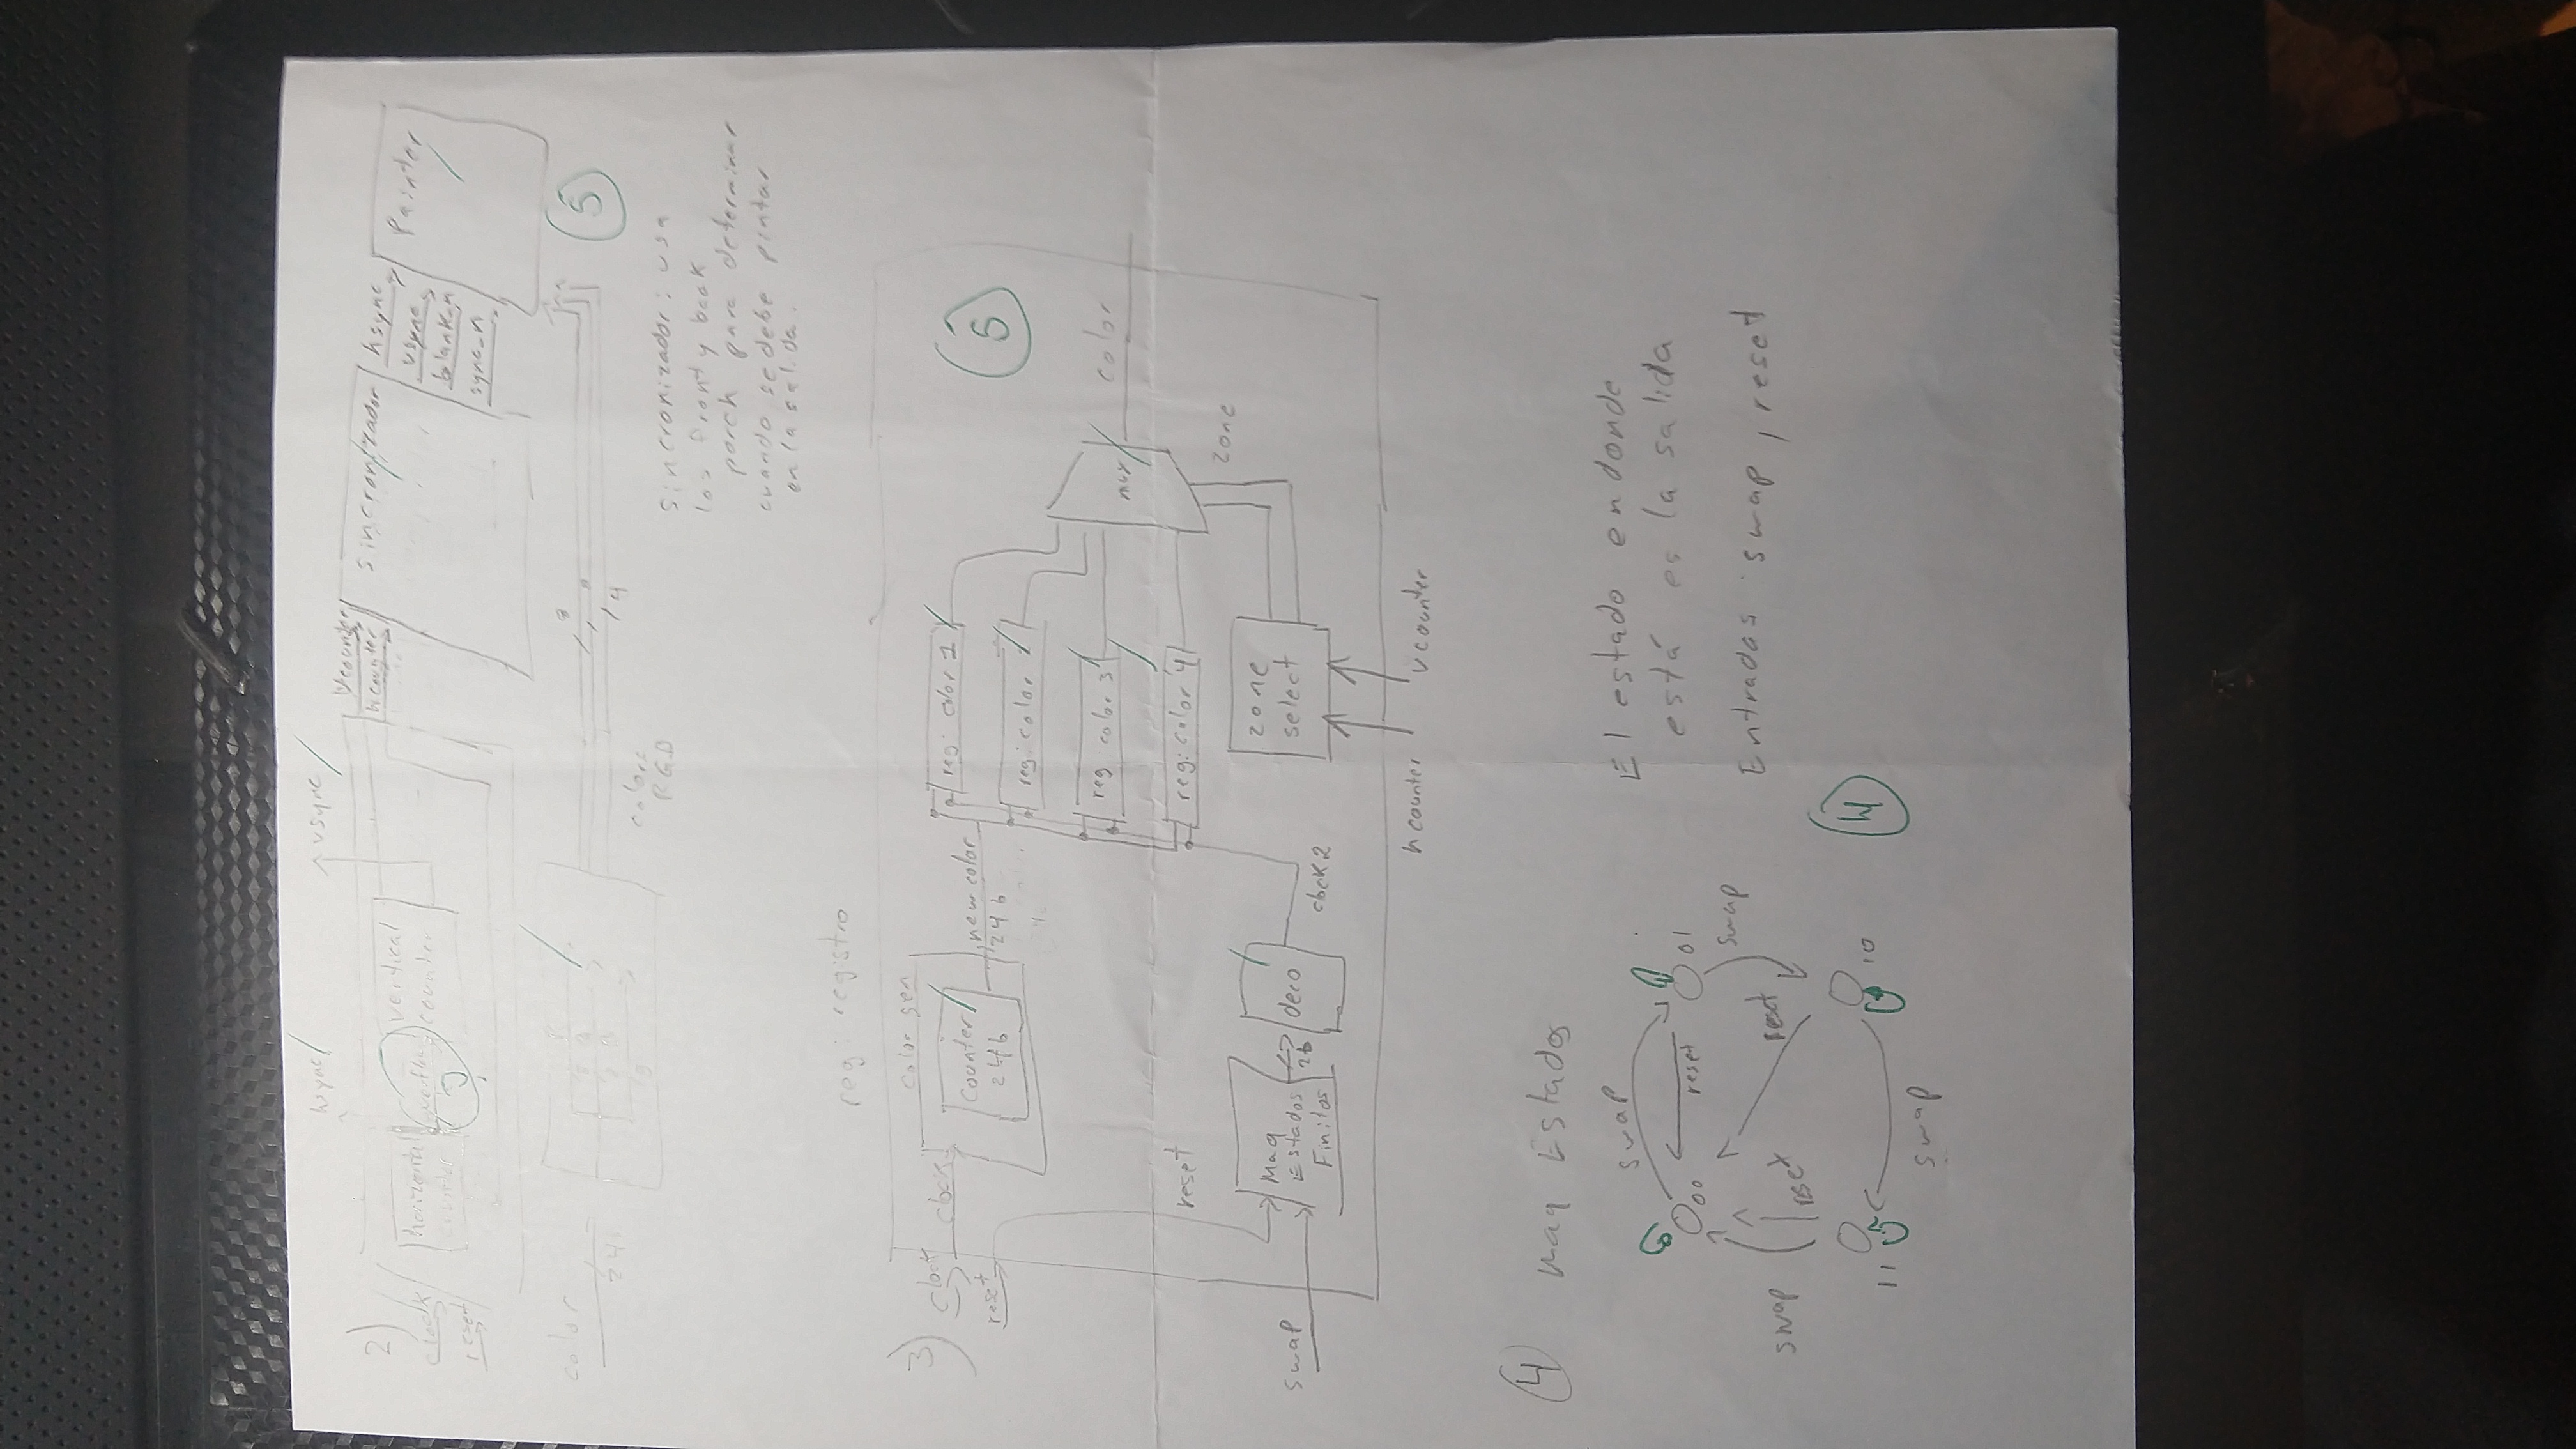 2)
hsync
vsync
clock
reset
horizontal
counter
overflow
vertical
counter
Vcounter
hcounter
sincronizador
hsync
vsync
blank_n
sync_n
Painter
color
24
8
8
colors
RGB
5
sincronizador: usa
los front y back
porch para determinar
cuando se debe pintar
en la salida.
reg: registro
3)
clock
reset
clock
color gen
counter
24b
new color
24b
reg: color 1
reg: color 2
reg: color 3
reg: color 4
mux
color
zone
5
reset
swap
Maq
Estados
Finitos
2b
deco
clock2
zone
select
h counter
v counter
4
Maq Estados
swap
00
reset
01
swap
swap
reset
reset
11
10
swap
4
El estado en donde
está es la salida
Entradas swap, reset